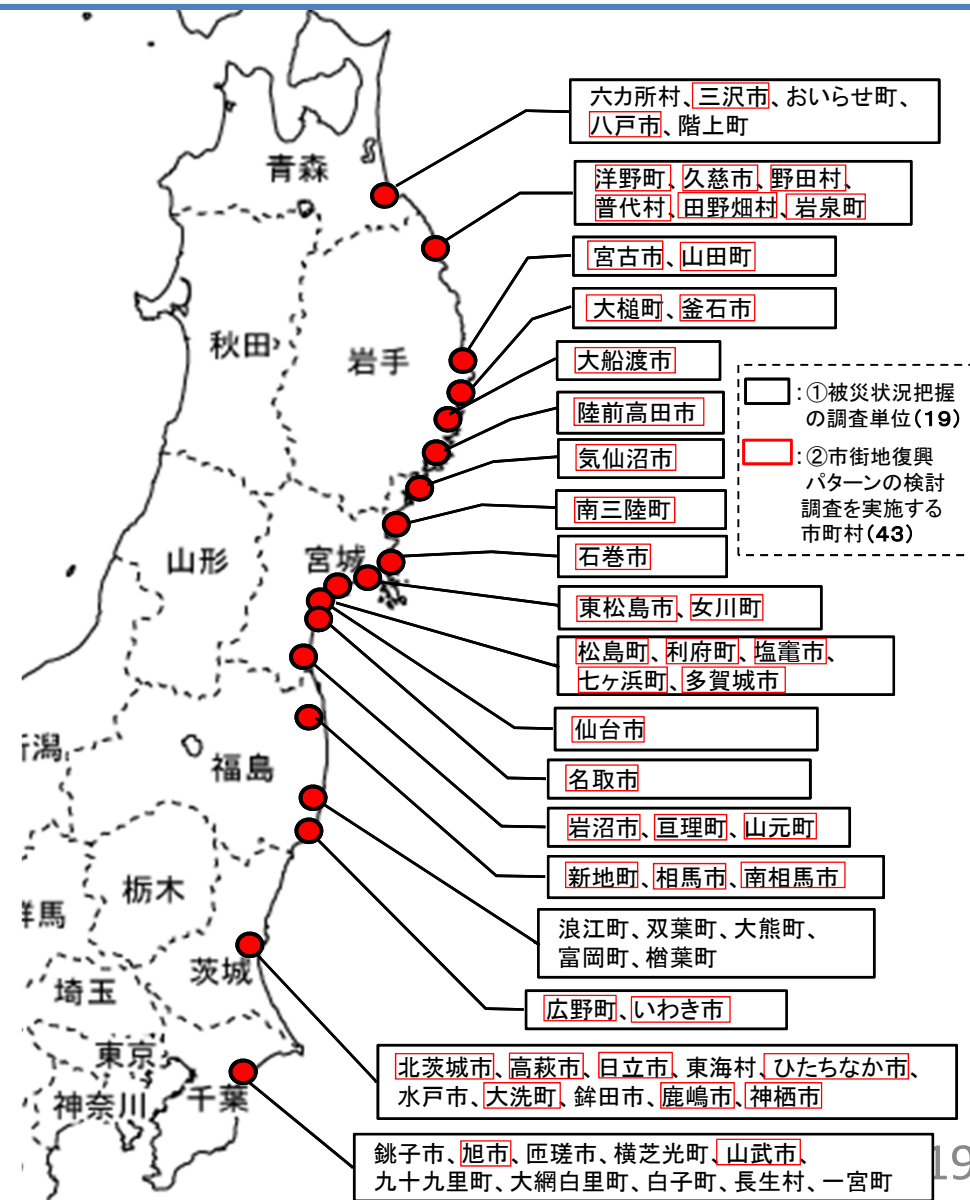 六カ所村、三沢市、おいらせ町、
八戸市、階上町
青森
洋野町、久慈市、野田村、
普代村、田野畑村、岩泉町
宮古市、山田町
大槌町、釜石市
秋田
岩手
大船渡市
陸前高田市
：①被災状況把握
の調査単位(19)
：②市街地復興
パターンの検討
調査を実施する
市町村(43)
気仙沼市
南三陸町
山形
宮城
石巻市
東松島市、女川町
松島町、利府町、塩竈市、
七ヶ浜町、多賀城市
仙台市
潟
福島
名取市
岩沼市、亘理町、山元町
新地町、相馬市、南相馬市
栃木
群馬
浪江町、双葉町、大熊町、
富岡町、楢葉町
茨城
埼玉
広野町、いわき市
東京
北茨城市、高萩市、日立市、東海村、ひたちなか市、
水戸市、大洗町、鉾田市、鹿嶋市、神栖市
神奈川
千葉
銚子市、旭市、匝瑳市、横芝光町、山武市、
九十九里町、大網白里町、白子町、長生村、一宮町
19